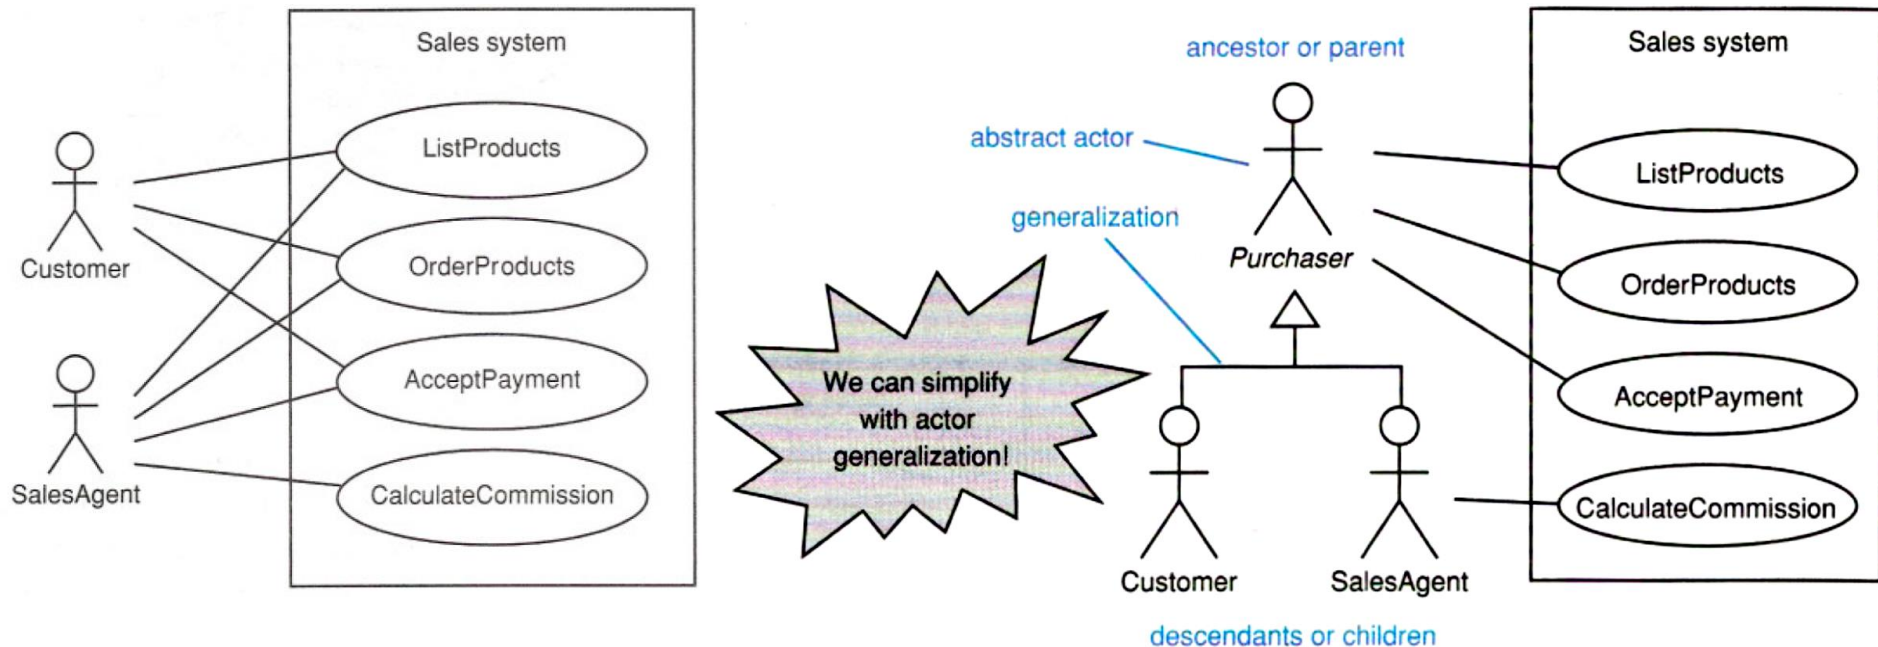 Sales system
ListProducts
OrderProducts
AcceptPayment
CalculateCommission
Customer
SalesAgent
We can simplify
with actor
generalization!
ancestor or parent
abstract actor
generalization
Purchaser
Customer
SalesAgent
descendants or children
Sales system
ListProducts
OrderProducts
AcceptPayment
CalculateCommission